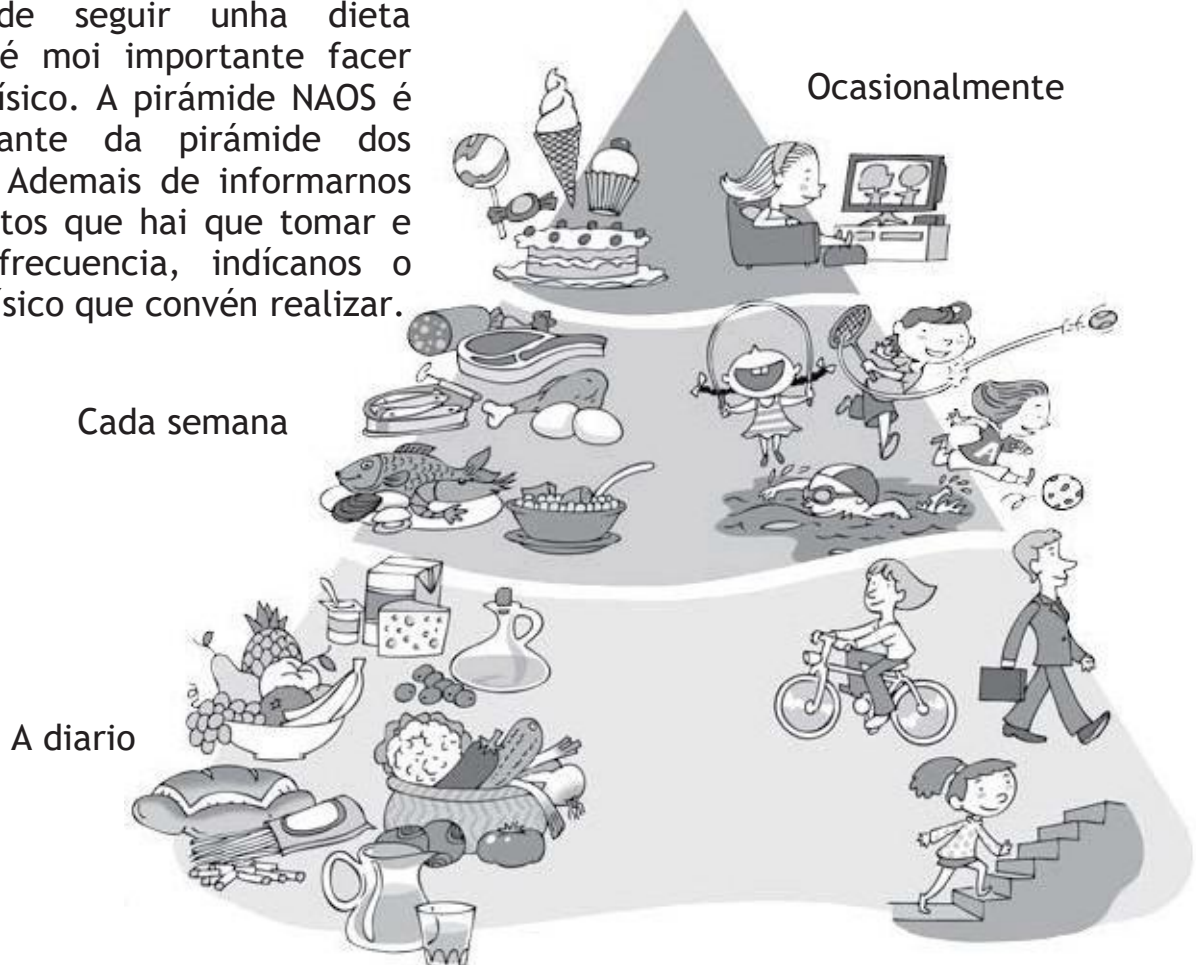 de seguir unha dieta
é moi importante facer
ísico. A pirámide NAOS é
ante da pirámide dos
Ademais de informarnos
tos que hai que tomar e
frecuencia, indícanos o
ísico que convén realizar.
Ocasionalmente
Cada semana
A diario